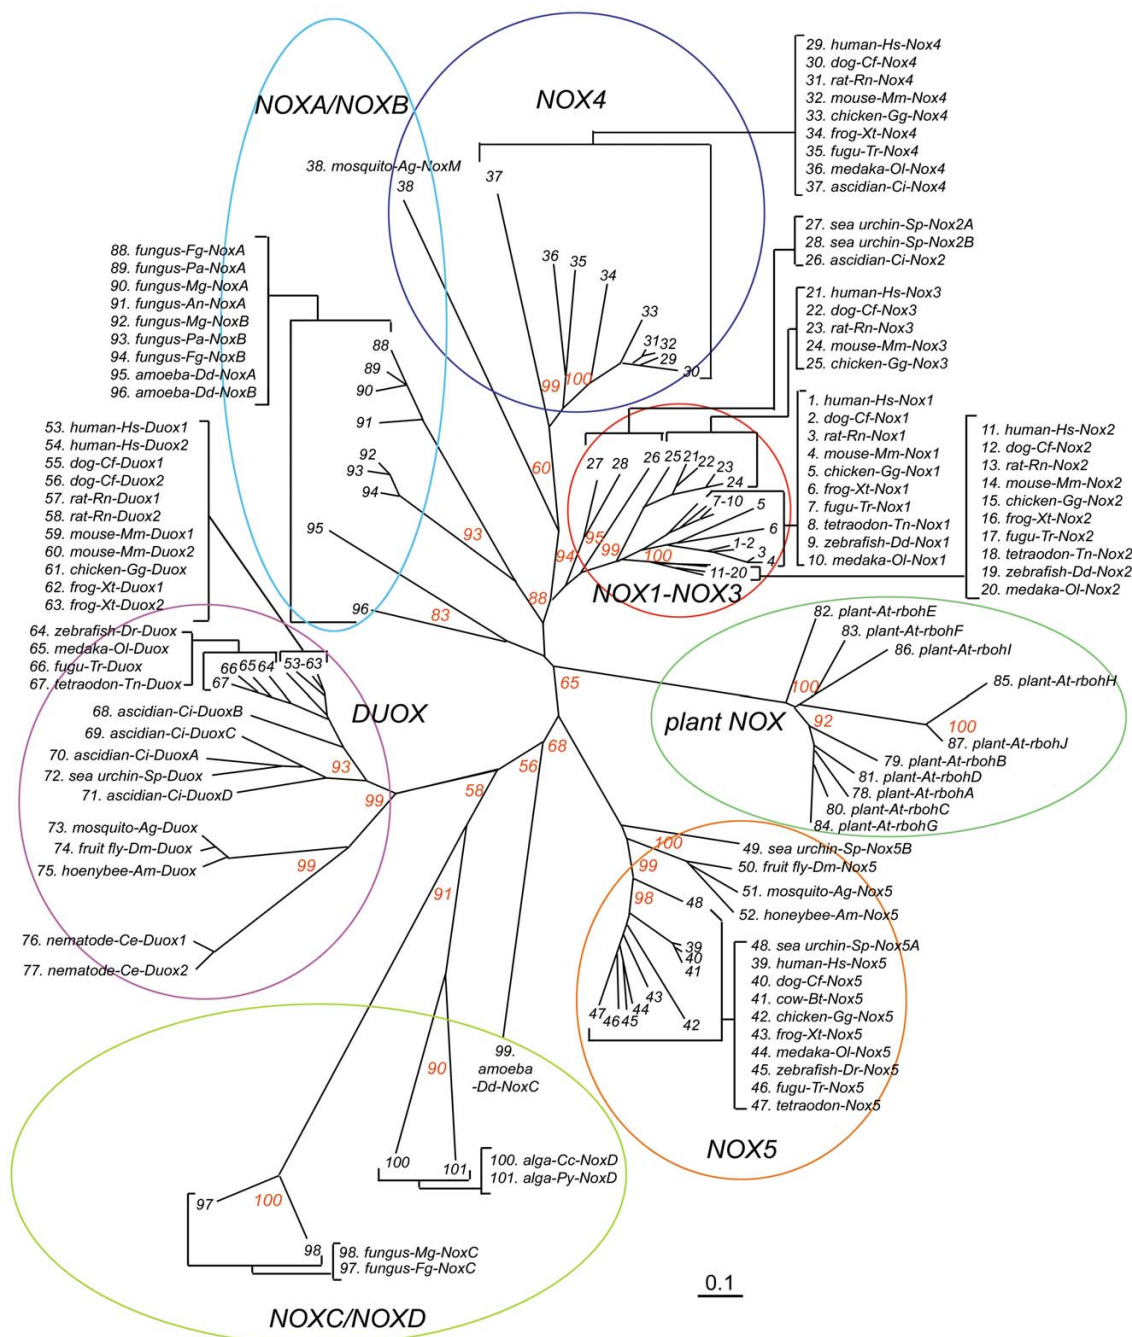 NOXA/NOXB
NOX4
29. human-Hs-Nox4
30. dog-Cf-Nox4
31. rat-Rn-Nox4
32. mouse-Mm-Nox4
33. chicken-Gg-Nox4
34. frog-Xt-Nox4
35. fugu-Tr-Nox4
36. medaka-Ol-Nox4
37. ascidian-Ci-Nox4
38. mosquito-Ag-NoxM
38
37
36
35
34
33
31
32
29
30
99
100
60
27. sea urchin-Sp-Nox2A
28. sea urchin-Sp-Nox2B
26. ascidian-Ci-Nox2
21. human-Hs-Nox3
22. dog-Cf-Nox3
23. rat-Rn-Nox3
24. mouse-Mm-Nox3
25. chicken-Gg-Nox3
1. human-Hs-Nox1
2. dog-Cf-Nox1
3. rat-Rn-Nox1
4. mouse-Mm-Nox1
5. chicken-Gg-Nox1
6. frog-Xt-Nox1
7. fugu-Tr-Nox1
8. tetraodon-Tn-Nox1
9. zebrafish-Dd-Nox1
10. medaka-Ol-Nox1
11. human-Hs-Nox2
12. dog-Cf-Nox2
13. rat-Rn-Nox2
14. mouse-Mm-Nox2
15. chicken-Gg-Nox2
16. frog-Xt-Nox2
17. fugu-Tr-Nox2
18. tetraodon-Tn-Nox2
19. zebrafish-Dd-Nox2
20. medaka-Ol-Nox2
27
28
26
25
21
22
23
24
7-10
5
6
1-2
3
4
11-20
95
99
100
94
NOX1-NOX3
88. fungus-Fg-NoxA
89. fungus-Pa-NoxA
90. fungus-Mg-NoxA
91. fungus-An-NoxA
92. fungus-Mg-NoxB
93. fungus-Pa-NoxB
94. fungus-Fg-NoxB
95. amoeba-Dd-NoxA
96. amoeba-Dd-NoxB
88
89
90
91
92
93
94
95
96
93
88
83
53. human-Hs-Duox1
54. human-Hs-Duox2
55. dog-Cf-Duox1
56. dog-Cf-Duox2
57. rat-Rn-Duox1
58. rat-Rn-Duox2
59. mouse-Mm-Duox1
60. mouse-Mm-Duox2
61. chicken-Gg-Duox
62. frog-Xt-Duox1
63. frog-Xt-Duox2
64. zebrafish-Dr-Duox
65. medaka-Ol-Duox
66. fugu-Tr-Duox
67. tetraodon-Tn-Duox
66
65
64
53-63
67
DUOX
68. ascidian-Ci-DuoxB
69. ascidian-Ci-DuoxC
70. ascidian-Ci-DuoxA
72. sea urchin-Sp-Duox
71. ascidian-Ci-DuoxD
73. mosquito-Ag-Duox
74. fruit fly-Dm-Duox
75. hoenybee-Am-Duox
76. nematode-Ce-Duox1
77. nematode-Ce-Duox2
93
99
99
65
68
56
58
82. plant-At-rbohE
83. plant-At-rbohF
86. plant-At-rbohI
85. plant-At-rbohH
100
plant NOX
92
100
87. plant-At-rbohJ
79. plant-At-rbohB
81. plant-At-rbohD
78. plant-At-rbohA
80. plant-At-rbohC
84. plant-At-rbohG
100
49. sea urchin-Sp-Nox5B
50. fruit fly-Dm-Nox5
51. mosquito-Ag-Nox5
52. honeybee-Am-Nox5
99
98
48
39
40
41
47
46
45
44
43
42
48. sea urchin-Sp-Nox5A
39. human-Hs-Nox5
40. dog-Cf-Nox5
41. cow-Bt-Nox5
42. chicken-Gg-Nox5
43. frog-Xt-Nox5
44. medaka-Ol-Nox5
45. zebrafish-Dr-Nox5
46. fugu-Tr-Nox5
47. tetraodon-Nox5
NOX5
91
90
99.
amoeba
-Dd-NoxC
100
101
100. alga-Cc-NoxD
101. alga-Py-NoxD
97
100
98
98. fungus-Mg-NoxC
97. fungus-Fg-NoxC
NOXC/NOXD
0.1